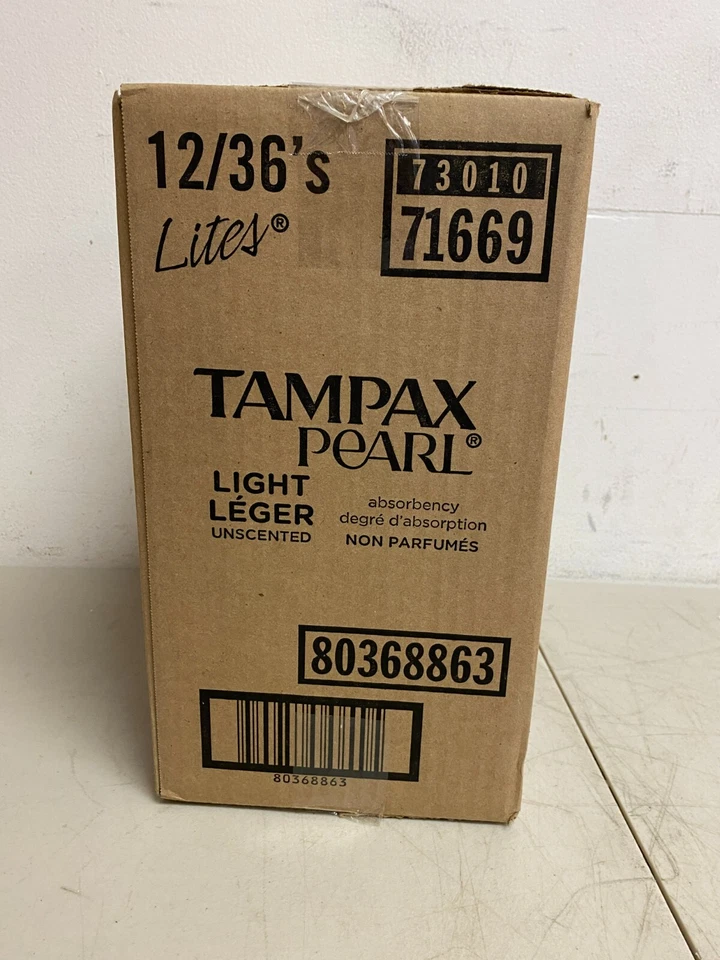 12/36's
Lites®
73010
71669
TAMPAX
PEARL®
LIGHT
LÉGER
UNSCENTED
absorbency
degré d'absorption
NON PARFUMÉS
80368863
80368863